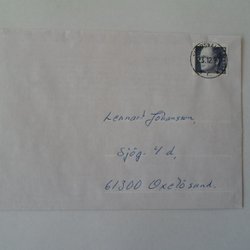 Lennart Johansson,
Sjög. 4 d,
61300 Oxelösund.